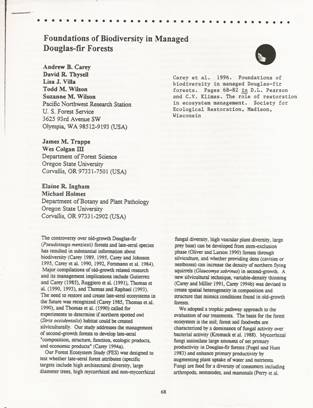 Foundations of Biodiversity in Managed
Douglas-fir Forests
Andrew B. Carey
David R. Thysell
Lisa J. Villa
Todd M. Wilson
Suzanne M. Wilson
Pacific Northwest Research Station
U. S. Forest Service
3625 93rd Avenue SW
Olympia, WA 98512-9193 (USA)
Carey et al. 1996. Foundations of
biodiversity in managed Douglas-fir
forests. Pages 68-82 in D.L. Pearson
and C.V. Klimas. The role of restoration
in ecosystem management. Society for
Ecological Restoration, Madison,
Wisconsin
James M. Trappe
Wes Colgan III
Department of Forest Science
Oregon State University
Corvallis, OR 97331-7501 (USA)
Elaine R. Ingham
Michael Holmes
Department of Botany and Plant Pathology
Oregon State University
Corvallis, OR 97331-2902 (USA)
The controversy over old-growth Douglas-fir
(Pseudotsuga menziesii) forests and late-seral species
has resulted in substantial information about
biodiversity (Carey 1989, 1995, Carey and Johnson
1995, Carey et al. 1990, 1992, Forsman et al. 1984).
Major compilations of old-growth related research
and its management implications include Gutierrez
and Carey (1985), Ruggiero et al. (1991), Thomas et
al. (1990, 1993), and Thomas and Raphael (1993).
The need to restore and create late-seral ecosystems in
the future was recognized (Carey 1985, Thomas et al.
1990), and Thomas et al. (1990) called for
experiments to determine if northern spotted owl
(Strix occidentalis) habitat could be created
silviculturally. Our study addresses the management
of second-growth forests to develop late-seral
"composition, structure, function, ecologic products,
and economic products" (Carey 1994a).
Our Forest Ecosystem Study (FES) was designed to
test whether late-seral forest attributes (specific
targets include high architectural diversity, large
diameter trees, high mycorrhizal and non-mycorrhizal
fungal diversity, high vascular plant diversity, large
prey base) can be developed from stem-exclusion
phase (Oliver and Larson 1990) forests through
silviculture, and whether providing dens (cavities or
nestboxes) can increase the density of northern flying
squirrels (Glaucomys sabrinus) in second-growth. A
new silvicultural technique, variable-density thinning
(Carey and Miller 1991, Carey 1994b) was devised to
create spatial heterogeneity in composition and
structure that mimics conditions found in old-growth
forests.
We adopted a trophic pathway approach to the
evaluation of our treatments. The basis for the forest
ecosystem is the soil; forest soil foodwebs are
characterized by a dominance of fungal activity over
bacterial activity (Kremsek et al. 1988). Mycorrhizal
fungi assimilate large amounts of net primary
productivity in Douglas-fir forests (Fogel and Hunt
1983) and enhance primary productivity by
augmenting plant uptake of water and nutrients.
Fungi are food for a diversity of consumers including
arthropods, nematodes, and mammals (Perry et al.
68